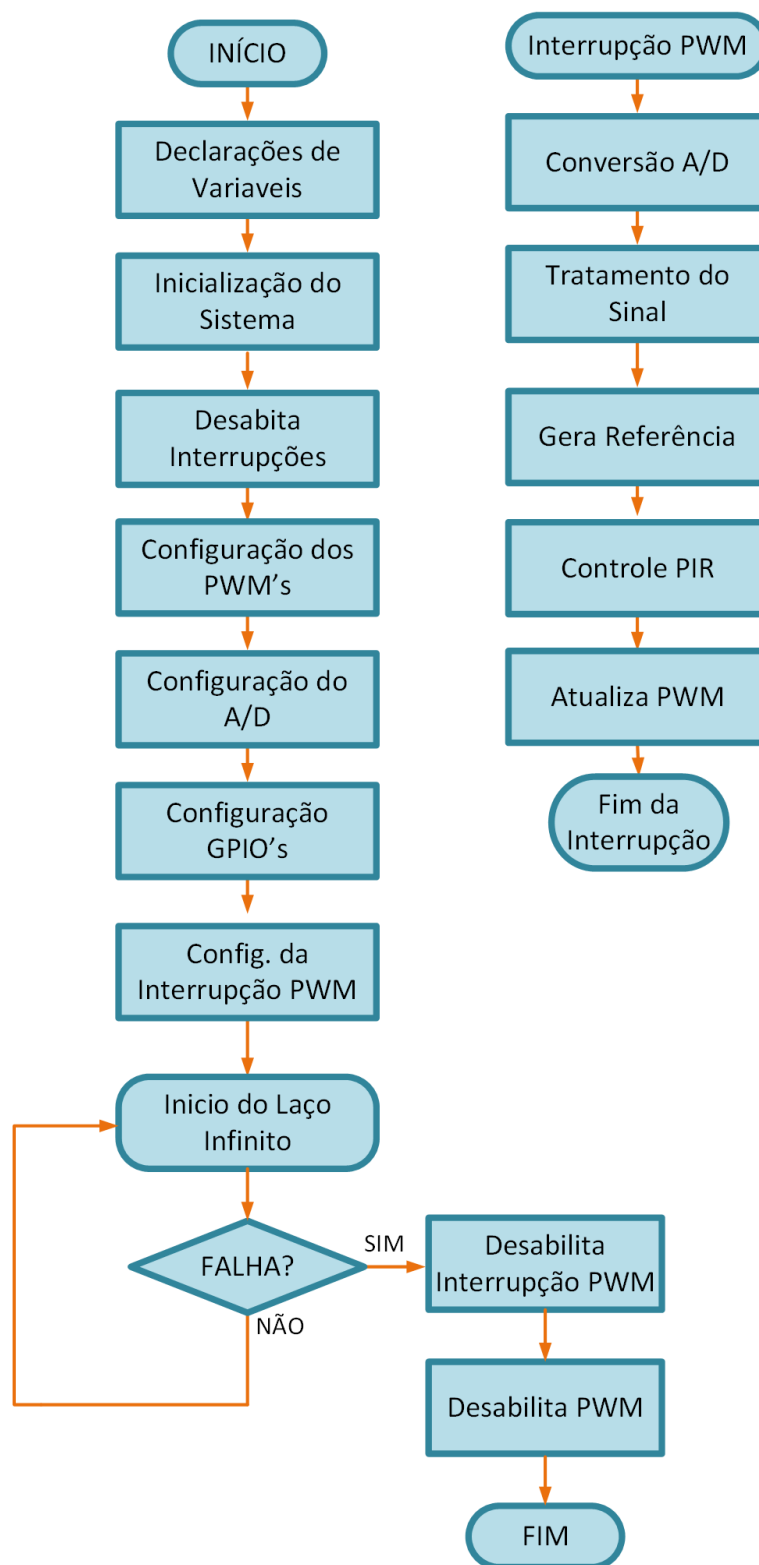 INÍCIO
Declarações de
Variaveis
Inicialização do
Sistema
Desabita
Interrupções
Configuração dos
PWM’s
Configuração do
A/D
Configuração
GPIO’s
Config. da
Interrupção PWM
Inicio do Laço
Infinito
FALHA?
SIM
NÃO
Desabilita
Interrupção PWM
Desabilita PWM
FIM
Interrupção PWM
Conversão A/D
Tratamento do
Sinal
Gera Referência
Controle PIR
Atualiza PWM
Fim da
Interrupção